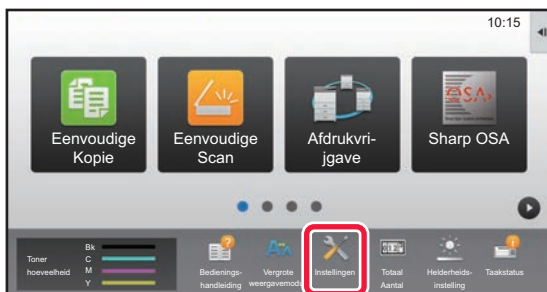 10:15
Eenvoudige
Kopie
Eenvoudige
Scan
Afdrukvri-
jgave
Sharp OSA
OSA
Toner
hoeveelheid
Bk
C
M
Y
Bedienings-
handleiding
Vergrote
weergavemodus
Instellingen
Totaal
Aantal
Helderheids-
instelling
Taakstatus